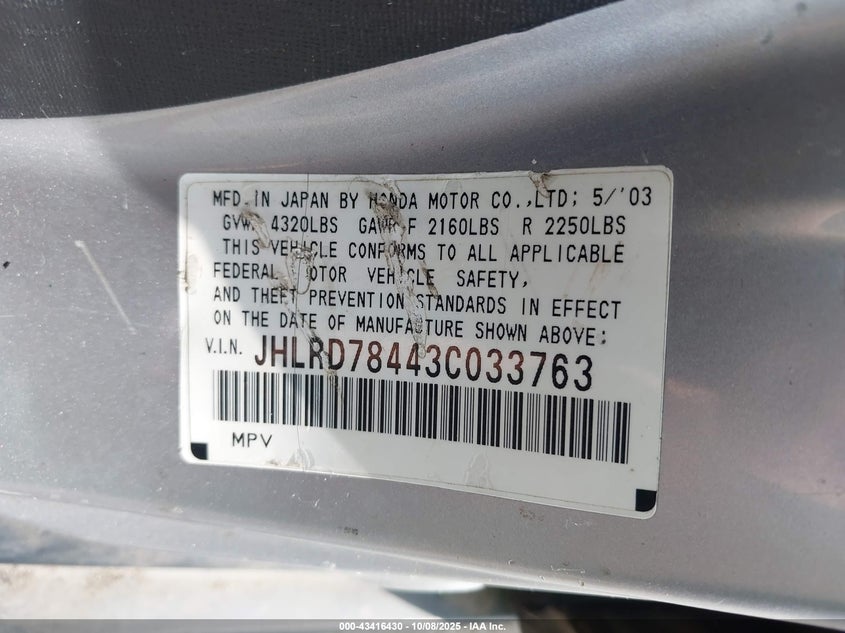 MFD. IN JAPAN BY HONDA MOTOR CO.,LTD; 5/'03
GVWR 4320LBS GAWR F 2160LBS R 2250LBS
THIS VEHICLE CONFORMS TO ALL APPLICABLE
FEDERAL MOTOR VEHICLE SAFETY,
AND THEFT PREVENTION STANDARDS IN EFFECT
ON THE DATE OF MANUFACTURE SHOWN ABOVE:
V.I.N. JHLRD78443C033763
MPV
000-43416430 - 10/08/2025 - IAA Inc.